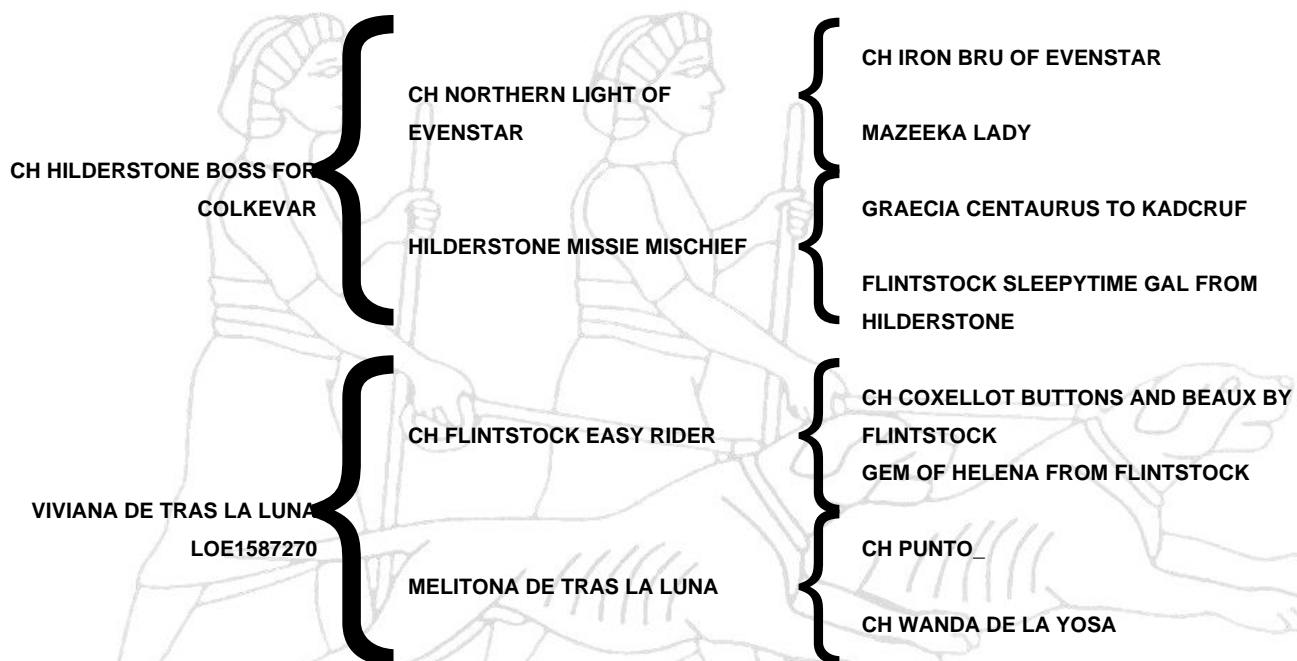 CH HILDERSTONE BOSS FOR
COLKEVAR
CH NORTHERN LIGHT OF
EVENSTAR
CH IRON BRU OF EVENSTAR
MAZEEKA LADY
HILDERSTONE MISSIE MISCHIEF
GRAECIA CENTAURUS TO KADCRUF
FLINTSTOCK SLEEPYTIME GAL FROM
HILDERSTONE
VIVIANA DE TRAS LA LUNA
LOE1587270
CH FLINTSTOCK EASY RIDER
CH COXELLOT BUTTONS AND BEAUX BY
FLINTSTOCK
GEM OF HELENA FROM FLINTSTOCK
MELITONA DE TRAS LA LUNA
CH PUNTO_
CH WANDA DE LA YOSA